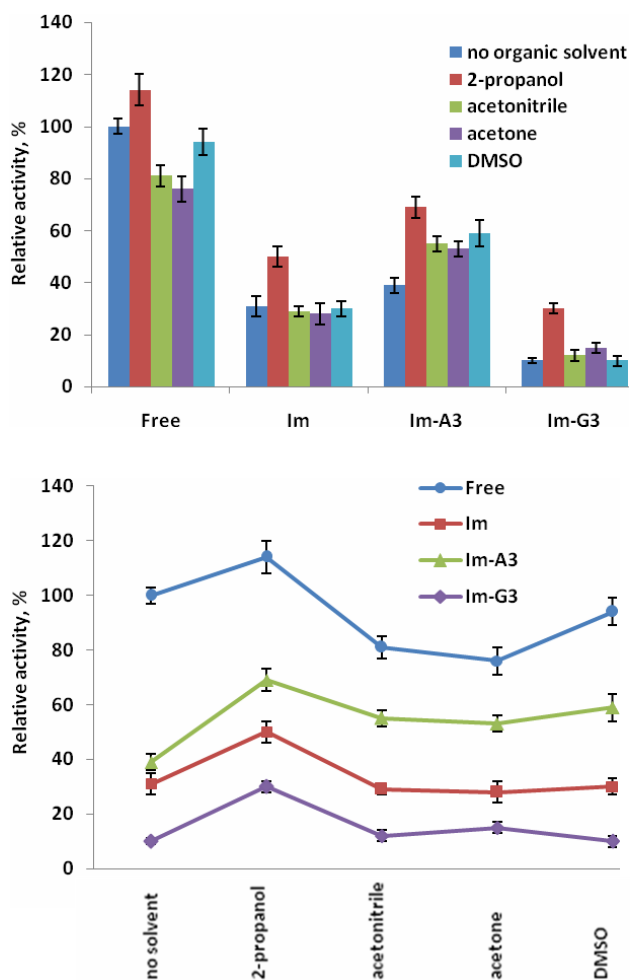 140
120
100
80
60
40
20
0
Relative activity, %
no organic solvent
2-propanol
acetonitrile
acetone
DMSO
Free Im Im-A3 Im-G3
140
120
100
80
60
40
20
0
Relative activity, %
Free
Im
Im-A3
Im-G3
no solvent
2-propanol
acetonitrile
acetone
DMSO